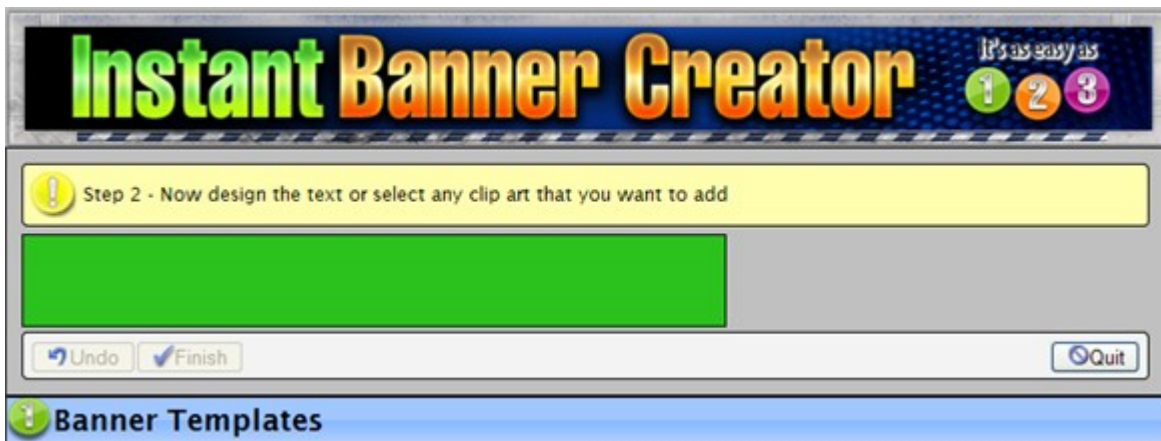 Instant Banner Creator
It's as easy as
1 2 3
Step 2 - Now design the text or select any clip art that you want to add
Undo Finish Quit
1 Banner Templates